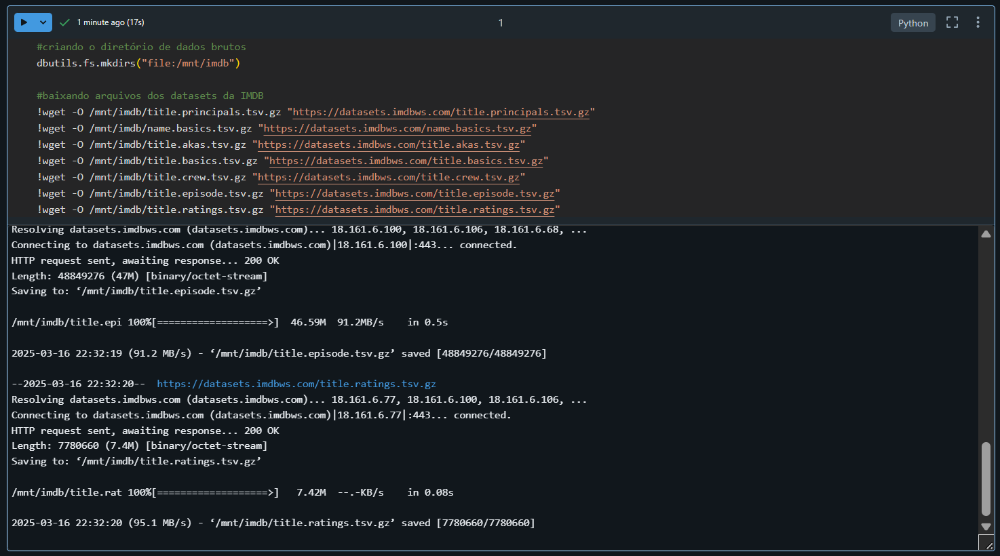 1 minute ago (17s)
1
Python
#criando o diretório de dados brutos
dbutils.fs.mkdirs("file:/mnt/imdb")
#baixando arquivos dos datasets da IMDB
!wget -O /mnt/imdb/title.principals.tsv.gz "https://datasets.imdbws.com/title.principals.tsv.gz"
!wget -O /mnt/imdb/name.basics.tsv.gz "https://datasets.imdbws.com/name.basics.tsv.gz"
!wget -O /mnt/imdb/title.akas.tsv.gz "https://datasets.imdbws.com/title.akas.tsv.gz"
!wget -O /mnt/imdb/title.basics.tsv.gz "https://datasets.imdbws.com/title.basics.tsv.gz"
!wget -O /mnt/imdb/title.crew.tsv.gz "https://datasets.imdbws.com/title.crew.tsv.gz"
!wget -O /mnt/imdb/title.episode.tsv.gz "https://datasets.imdbws.com/title.episode.tsv.gz"
!wget -O /mnt/imdb/title.ratings.tsv.gz "https://datasets.imdbws.com/title.ratings.tsv.gz"
Resolving datasets.imdbws.com (datasets.imdbws.com)... 18.161.6.100, 18.161.6.106, 18.161.6.68, ...
Connecting to datasets.imdbws.com (datasets.imdbws.com)|18.161.6.100|:443... connected.
HTTP request sent, awaiting response... 200 OK
Length: 48849276 (47M) [binary/octet-stream]
Saving to: ‘/mnt/imdb/title.episode.tsv.gz’
/mnt/imdb/title.epi 100%[===================>]  46.59M  91.2MB/s    in 0.5s
2025-03-16 22:32:19 (91.2 MB/s) - ‘/mnt/imdb/title.episode.tsv.gz’ saved [48849276/48849276]
--2025-03-16 22:32:20--  https://datasets.imdbws.com/title.ratings.tsv.gz
Resolving datasets.imdbws.com (datasets.imdbws.com)... 18.161.6.77, 18.161.6.100, 18.161.6.106, ...
Connecting to datasets.imdbws.com (datasets.imdbws.com)|18.161.6.77|:443... connected.
HTTP request sent, awaiting response... 200 OK
Length: 7780660 (7.4M) [binary/octet-stream]
Saving to: ‘/mnt/imdb/title.ratings.tsv.gz’
/mnt/imdb/title.rat 100%[===================>]   7.42M  --.-KB/s    in 0.08s
2025-03-16 22:32:20 (95.1 MB/s) - ‘/mnt/imdb/title.ratings.tsv.gz’ saved [7780660/7780660]